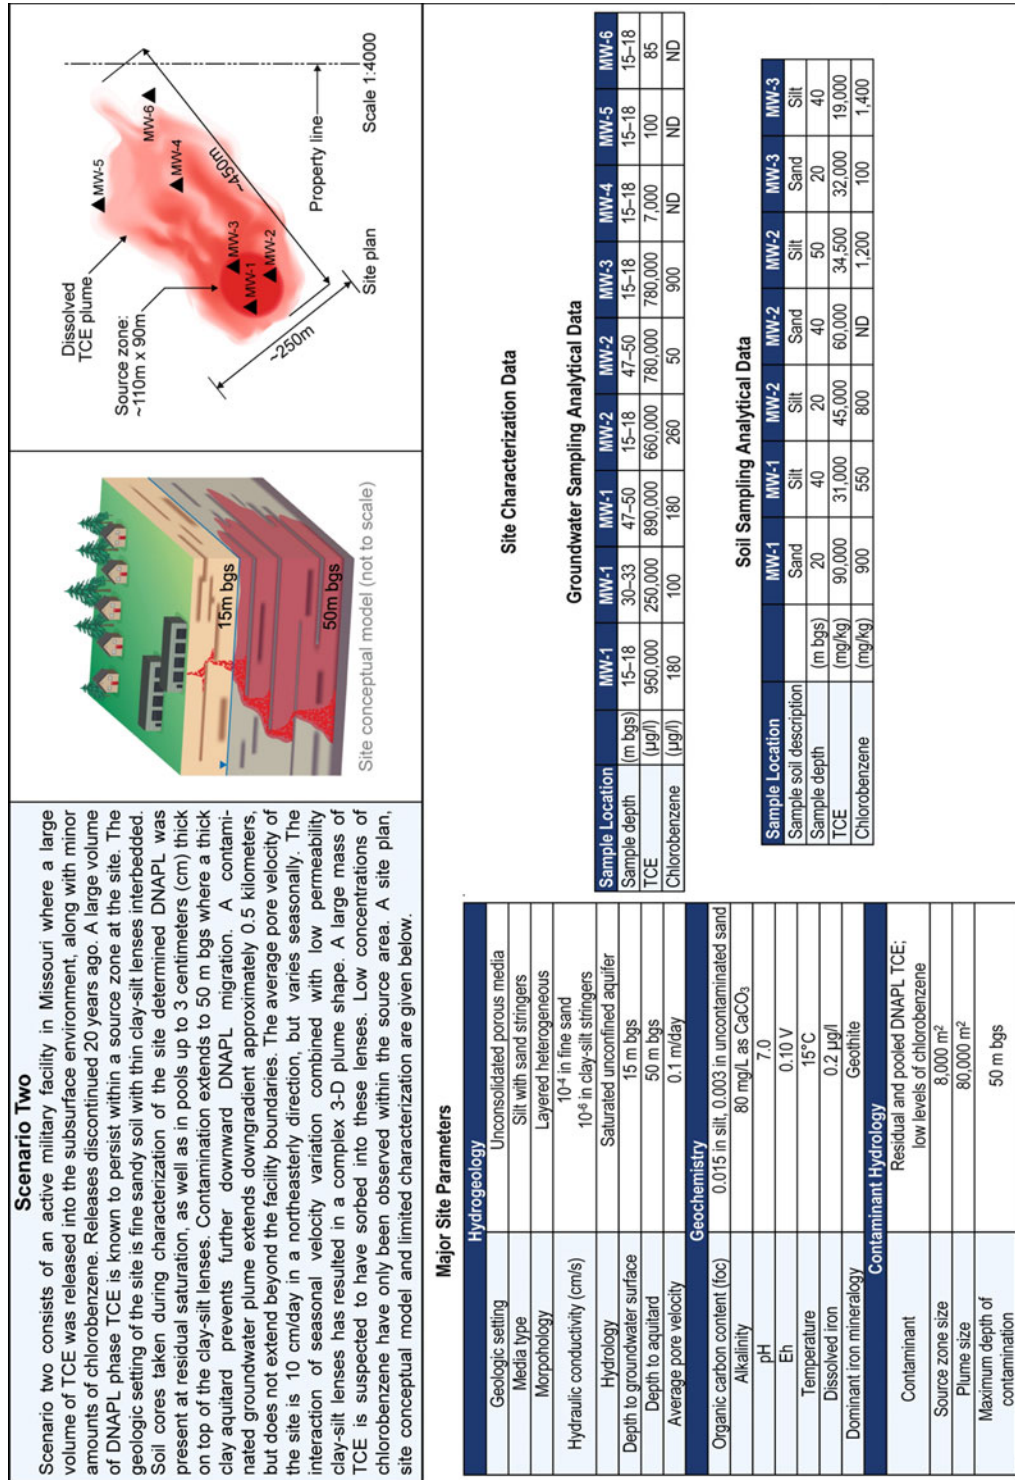 Scenario Two
Scenario two consists of an active military facility in Missouri where a large
volume of TCE was released into the subsurface environment, along with minor
amounts of chlorobenzene. Releases discontinued 20 years ago. A large volume
of DNAPL phase TCE is known to persist within a source zone at the site. The
geologic setting of the site is fine sandy soil with thin clay-silt lenses interbedded.
Soil cores taken during characterization of the site determined DNAPL was
present at residual saturation, as well as in pools up to 3 centimeters (cm) thick
on top of the clay-silt lenses. Contamination extends to 50 m bgs where a thick
clay aquitard prevents further downward DNAPL migration. A contami-
nated groundwater plume extends downgradient approximately 0.5 kilometers,
but does not extend beyond the facility boundaries. The average pore velocity of
the site is 10 cm/day in a northeasterly direction, but varies seasonally. The
interaction of seasonal velocity variation combined with low permeability
clay-silt lenses has resulted in a complex 3-D plume shape. A large mass of
TCE is suspected to have sorbed into these lenses. Low concentrations of
chlorobenzene have only been observed within the source area. A site plan,
site conceptual model and limited characterization are given below.
15m bgs
50m bgs
Site conceptual model (not to scale)
Dissolved
TCE plume
Source zone:
~110m x 90m
MW-5
MW-6
MW-4
MW-3
MW-1
MW-2
~450m
~250m
Property line
Site plan
Scale 1:4000
Major Site Parameters
Hydrogeology
Geologic setting Unconsolidated porous media
Media type Silt with sand stringers
Morpohology Layered heterogeneous
Hydraulic conductivity (cm/s) 10⁻⁴ in fine sand
10⁻⁶ in clay-silt stringers
Hydrology Saturated unconfined aquifer
Depth to groundwater surface 15 m bgs
Depth to aquitard 50 m bgs
Average pore velocity 0.1 m/day
Geochemistry
Organic carbon content (foc) 0.015 in silt, 0.003 in uncontaminated sand
Alkalinity 80 mg/L as CaCO₃
pH 7.0
Eh 0.10 V
Temperature 15°C
Dissolved iron 0.2 µg/l
Dominant iron mineralogy Geothite
Contaminant Hydrology
Contaminant Residual and pooled DNAPL TCE;
low levels of chlorobenzene
Source zone size 8,000 m²
Plume size 80,000 m²
Maximum depth of
contamination 50 m bgs
Site Characterization Data
Groundwater Sampling Analytical Data
Sample Location MW-1 MW-1 MW-1 MW-2 MW-2 MW-3 MW-4 MW-5 MW-6
Sample depth (m bgs) 15–18 30–33 47–50 15–18 47–50 15–18 15–18 15–18 15–18
TCE (µg/l) 950,000 250,000 890,000 660,000 780,000 780,000 7,000 100 85
Chlorobenzene (µg/l) 180 100 180 260 50 900 ND ND ND
Soil Sampling Analytical Data
Sample Location MW-1 MW-1 MW-2 MW-2 MW-2 MW-3 MW-3
Sample soil description Sand Silt Silt Sand Silt Sand Silt
Sample depth (m bgs) 20 40 20 40 50 20 40
TCE (mg/kg) 90,000 31,000 45,000 60,000 34,500 32,000 19,000
Chlorobenzene (mg/kg) 900 550 800 ND 1,200 100 1,400